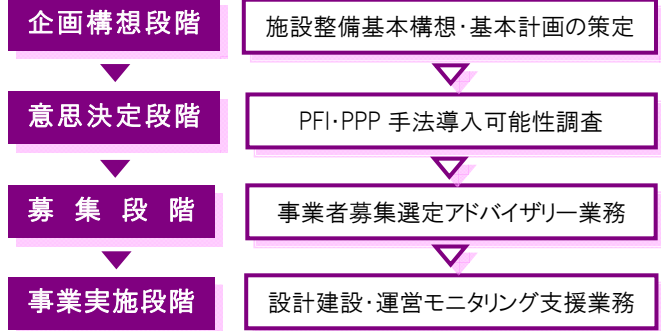 企画構想段階
施設整備基本構想・基本計画の策定
意思決定段階
PFI・PPP 手法導入可能性調査
募集段階
事業者募集選定アドバイザリー業務
事業実施段階
設計建設・運営モニタリング支援業務